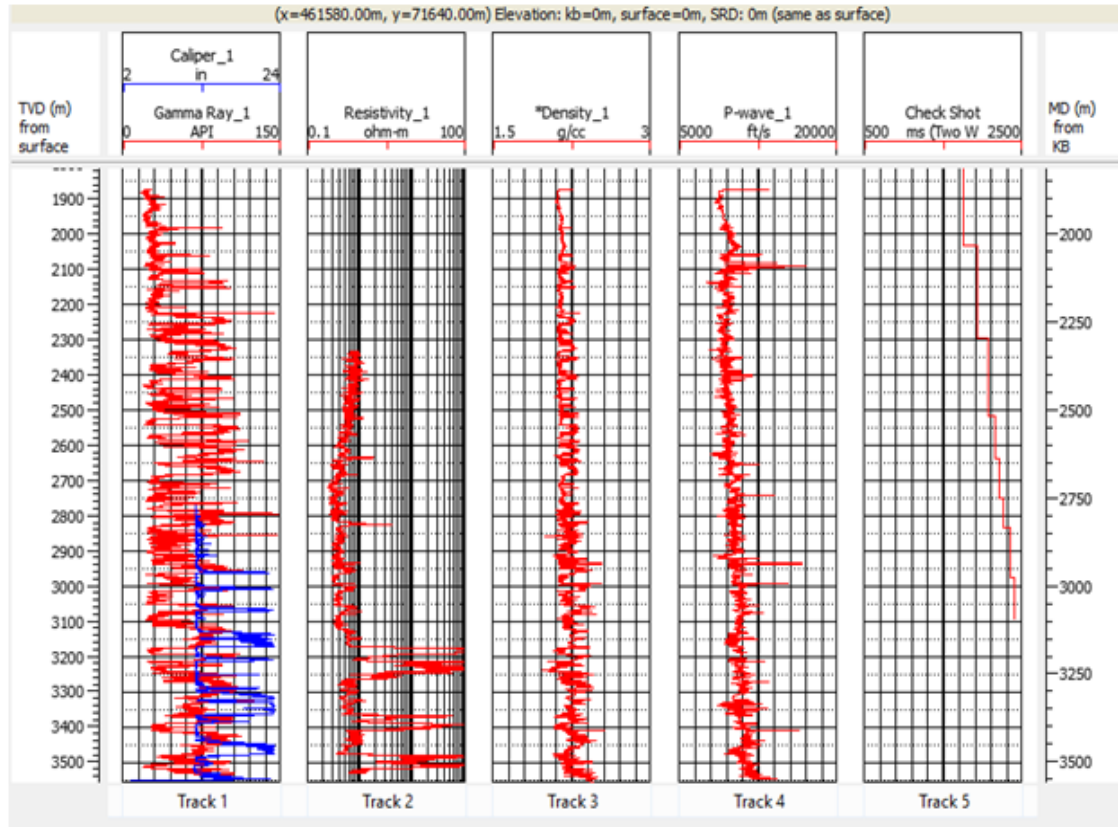 (x=461580.00m, y=71640.00m) Elevation: kb=0m, surface=0m, SRD: 0m (same as surface)
TVD (m)
from
surface
Caliper_1
2 in 24
Gamma Ray_1
0 API 150
Resistivity_1
0.1 ohm-m 100
*Density_1
1.5 g/cc 3
P-wave_1
5000 ft/s 20000
Check Shot
500 ms (Two W 2500
MD (m)
from
KB
1900
2000 2000
2100
2200
2300 2250
2400
2500 2500
2600
2700
2800 2750
2900
3000 3000
3100
3200
3300 3250
3400
3500 3500
Track 1 Track 2 Track 3 Track 4 Track 5